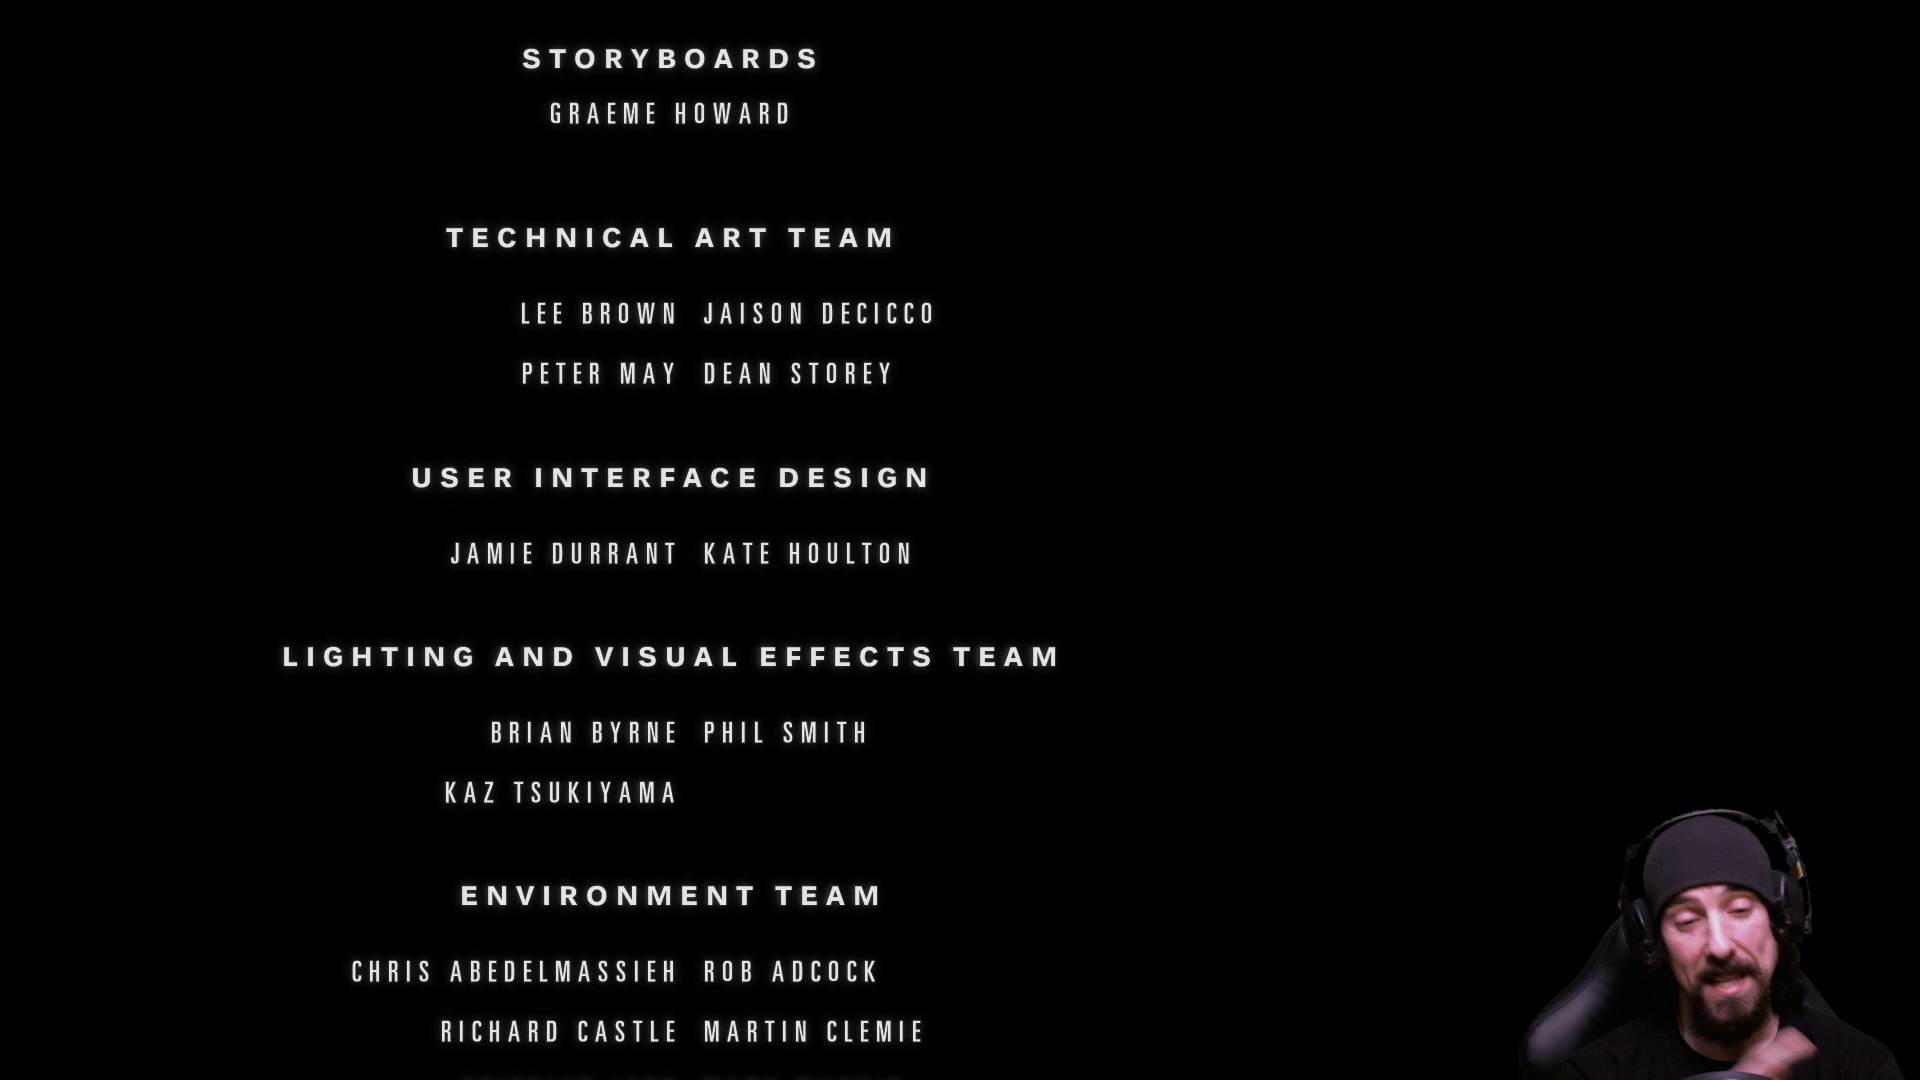 STORYBOARDS
GRAEME HOWARD
TECHNICAL ART TEAM
LEE BROWN JAISON DECICCO
PETER MAY DEAN STOREY
USER INTERFACE DESIGN
JAMIE DURRANT KATE HOULTON
LIGHTING AND VISUAL EFFECTS TEAM
BRIAN BYRNE PHIL SMITH
KAZ TSUKIYAMA
ENVIRONMENT TEAM
CHRIS ABEDELMASSIEH ROB ADCOCK
RICHARD CASTLE MARTIN CLEMIE